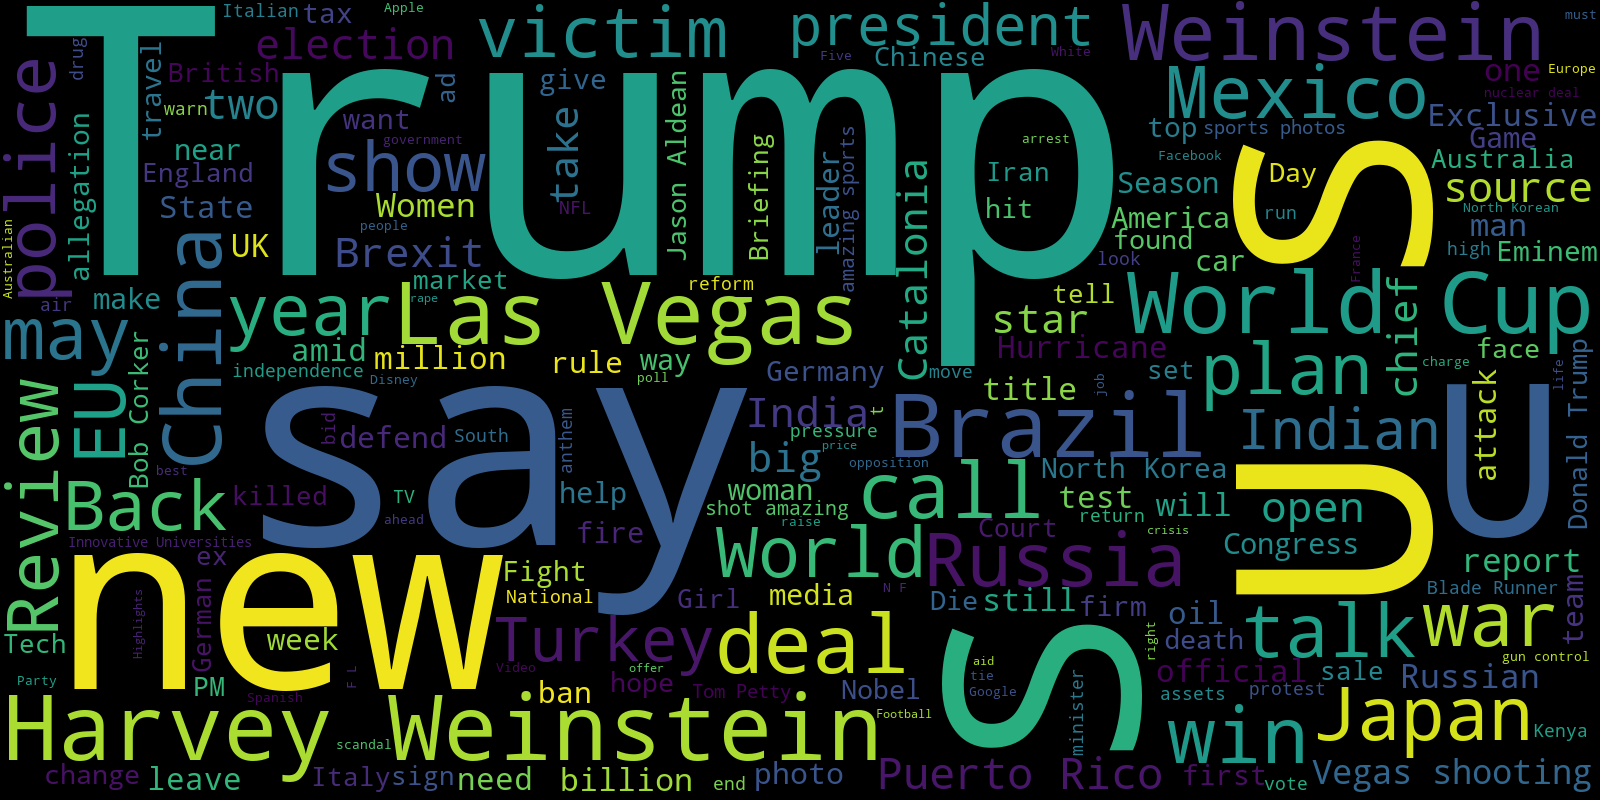 Trump
say
new
S
U
U
S
Las Vegas
Harvey Weinstein
World Cup
Weinstein
Mexico
Brazil
China
Russia
Japan
Turkey
deal
win
war
talk
plan
call
World
year
show
police
victim
president
election
two
may
EU
Review
Back
Brexit
Women
take
Catalonia
Jason Aldean
Briefing
leader
amazing sports
give
Chinese
Five
White
Apple
Italian
tax
drug
travel
British
warn
ad
want
government
near
England
State
UK
allegation
Australian
air
make
market
rape
reform
amid
million
independence
Disney
rule
way
poll
NFL
people
Bob Corker
bid
defend
South
anthem
best
killed
TV
ahead
help
fire
Innovative Universities
ex
German
Highlights
week
Tech
PM
Party
Spanish
F L
Fight
National
Girl
media
Video
offer
hope
Tom Petty
ban
Nobel
Football
scandal
change
leave
Italy
sign
need
billion
end
photo
Puerto Rico
first
vote
Vegas shooting
Kenya
minister
aid
tie
Google
right
assets
protest
official
sale
Russian
gun control
death
oil
firm
still
Die
N F
Court
crisis
return
raise
shot amazing
woman
big
India
pressure
price
opposition
t
Germany
move
title
job
set
Hurricane
star
tell
car
found
America
Season
Iran
hit
arrest
look
Facebook
top
sports photos
one
Europe
nuclear deal
must
Exclusive
Game
Australia
source
North Korean
man
high
Eminem
Day
run
France
chief
charge
face
life
Donald Trump
attack
Indian
open
North Korea
test
will
Congress
report
Blade Runner
team